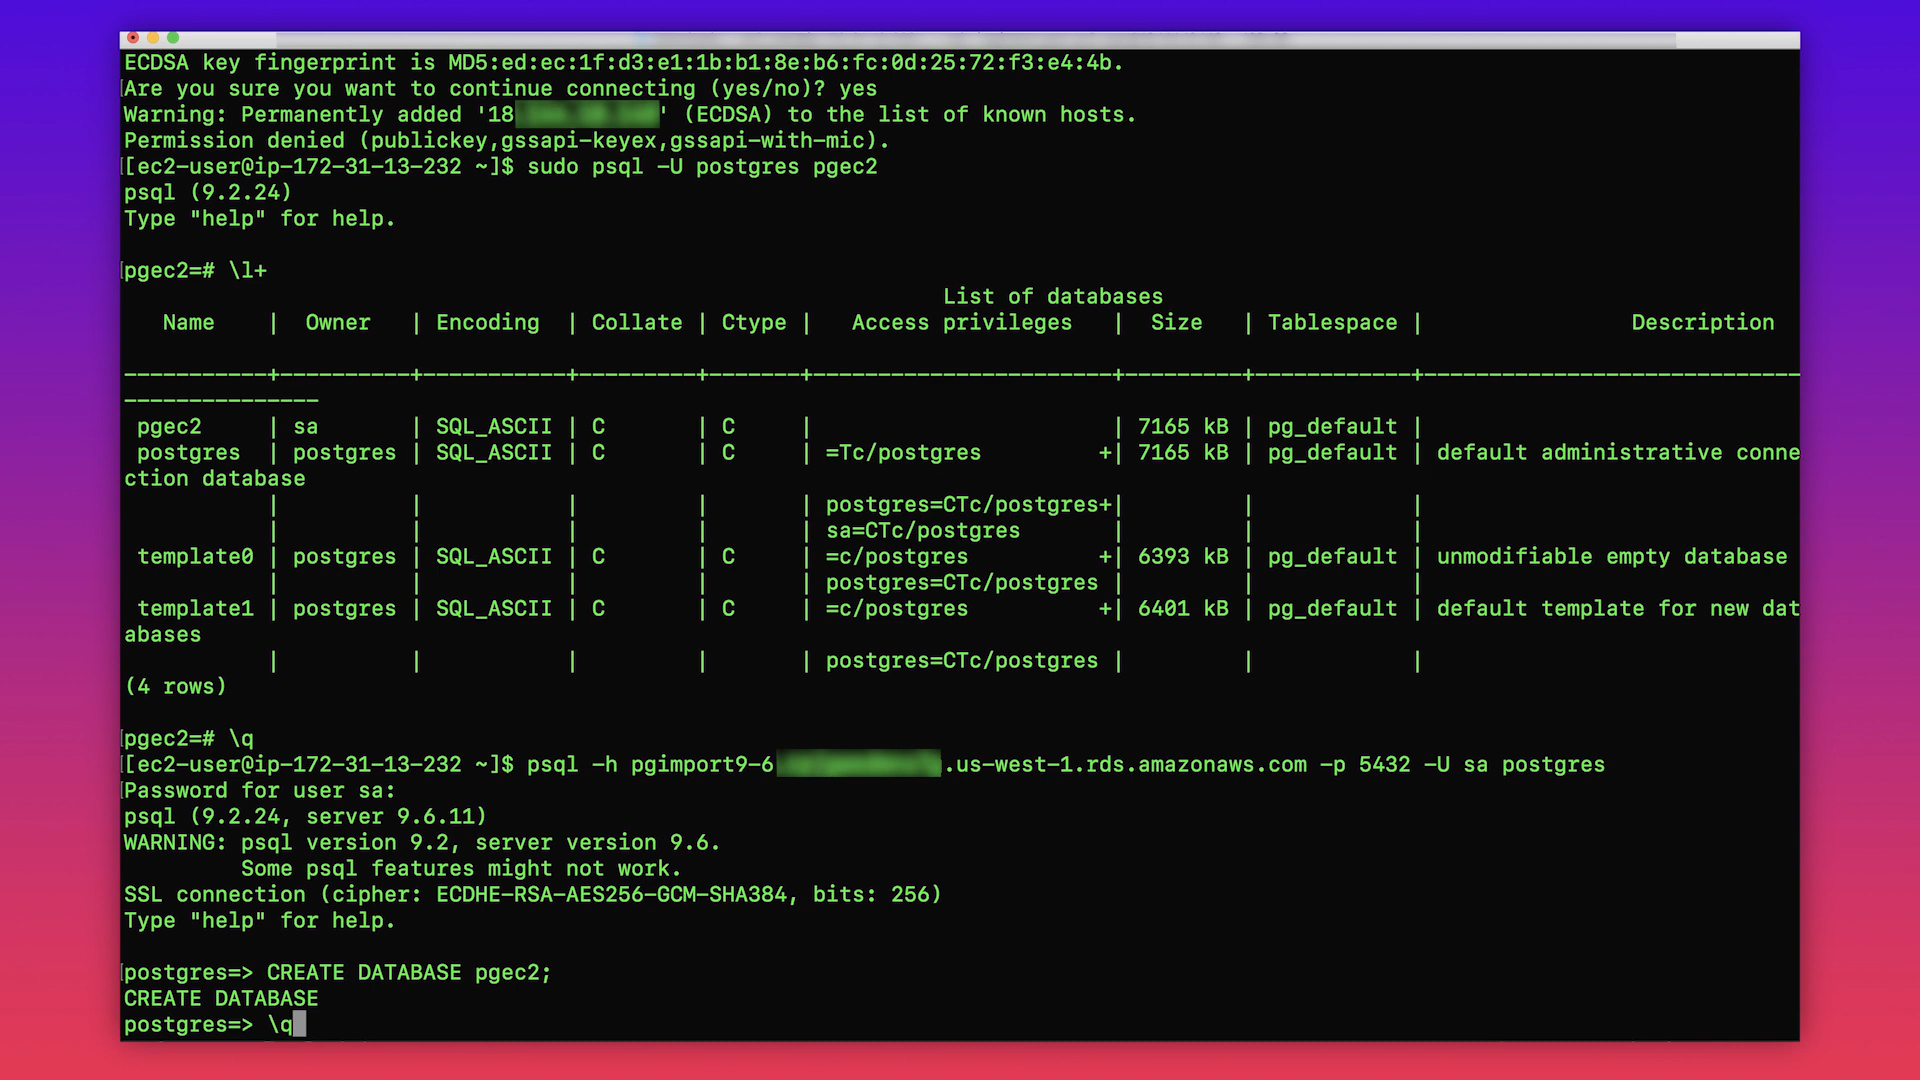 ECDSA key fingerprint is MD5:ed:ec:1f:d3:e1:1b:b1:8e:b6:fc:0d:25:72:f3:e4:4b.
[Are you sure you want to continue connecting (yes/no)? yes
Warning: Permanently added '18 ' (ECDSA) to the list of known hosts.
Permission denied (publickey,gssapi-keyex,gssapi-with-mic).
[[ec2-user@ip-172-31-13-232 ~]$ sudo psql -U postgres pgec2
psql (9.2.24)
Type "help" for help.
[pgec2=# \l+
List of databases
Name | Owner | Encoding | Collate | Ctype | Access privileges | Size | Tablespace | Description
-----------+----------+-----------+---------+-------+-----------------------+---------+------------+-----------------------------
---------------
pgec2 | sa | SQL_ASCII | C | C | | 7165 kB | pg_default |
postgres | postgres | SQL_ASCII | C | C | =Tc/postgres +| 7165 kB | pg_default | default administrative conne
ction database
| | | | | postgres=CTc/postgres+| | |
| | | | | sa=CTc/postgres | | |
template0 | postgres | SQL_ASCII | C | C | =c/postgres +| 6393 kB | pg_default | unmodifiable empty database
| | | | | postgres=CTc/postgres | | |
template1 | postgres | SQL_ASCII | C | C | =c/postgres +| 6401 kB | pg_default | default template for new dat
abases
| | | | | postgres=CTc/postgres | | |
(4 rows)
[pgec2=# \q
[[ec2-user@ip-172-31-13-232 ~]$ psql -h pgimport9-6 .us-west-1.rds.amazonaws.com -p 5432 -U sa postgres
[Password for user sa:
psql (9.2.24, server 9.6.11)
WARNING: psql version 9.2, server version 9.6.
Some psql features might not work.
SSL connection (cipher: ECDHE-RSA-AES256-GCM-SHA384, bits: 256)
Type "help" for help.
[postgres=> CREATE DATABASE pgec2;
CREATE DATABASE
postgres=> \q